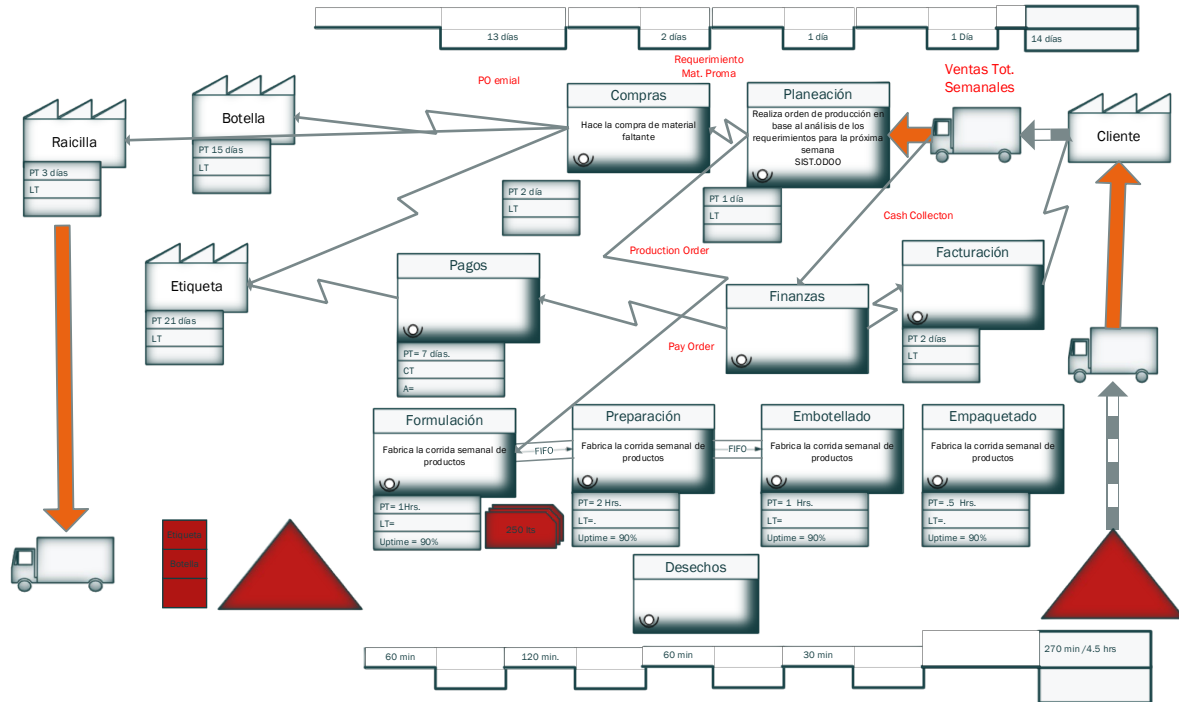 13 días
2 días
1 día
1 Día
14 días
PO emial
Requerimiento
Mat. Proma
Ventas Tot.
Semanales
Raicilla
PT 3 días
LT
Botella
PT 15 días
LT
Compras
Hace la compra de material
faltante
PT 2 día
LT
Planeación
Realiza orden de producción en
base al análisis de los
requerimientos para la próxima
semana
SIST.ODOO
PT 1 día
LT
Cliente
Cash Collecton
Production Order
Etiqueta
PT 21 días
LT
Pagos
PT= 7 días.
CT
A=
Finanzas
Facturación
PT 2 días
LT
Pay Order
Formulación
Fabrica la corrida semanal de
productos
PT= 1Hrs.
LT=
Uptime = 90%
FIFO
250 lts
Preparación
Fabrica la corrida semanal de
productos
PT= 2 Hrs.
LT=.
Uptime = 90%
FIFO
Embotellado
Fabrica la corrida semanal de
productos
PT= 1 Hrs.
LT=
Uptime = 90%
Empaquetado
Fabrica la corrida semanal de
productos
PT= .5 Hrs.
LT=.
Uptime = 90%
Etiqueta
Botella
Desechos
60 min
120 min.
60 min
30 min
270 min /4.5 hrs